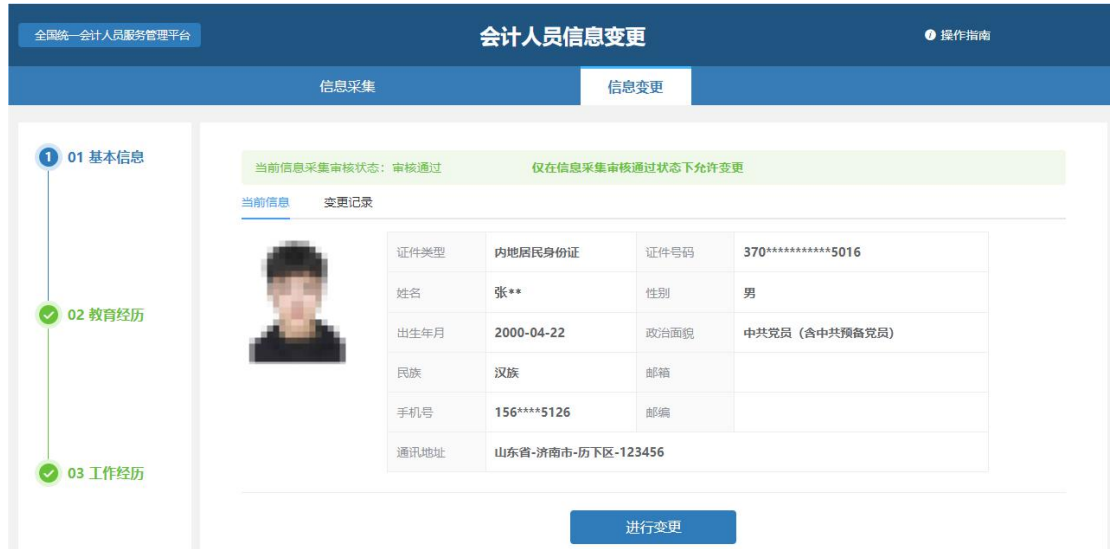 全国统一会计人员服务管理平台
会计人员信息变更
操作指南
信息采集
信息变更
1 01 基本信息
02 教育经历
03 工作经历
当前信息采集审核状态：审核通过 仅在信息采集审核通过状态下允许变更
当前信息 变更记录
证件类型 内地居民身份证 证件号码 370***********5016
姓名 张** 性别 男
出生年月 2000-04-22 政治面貌 中共党员（含中共预备党员）
民族 汉族 邮箱
手机号 156****5126 邮编
通讯地址 山东省-济南市-历下区-123456
进行变更